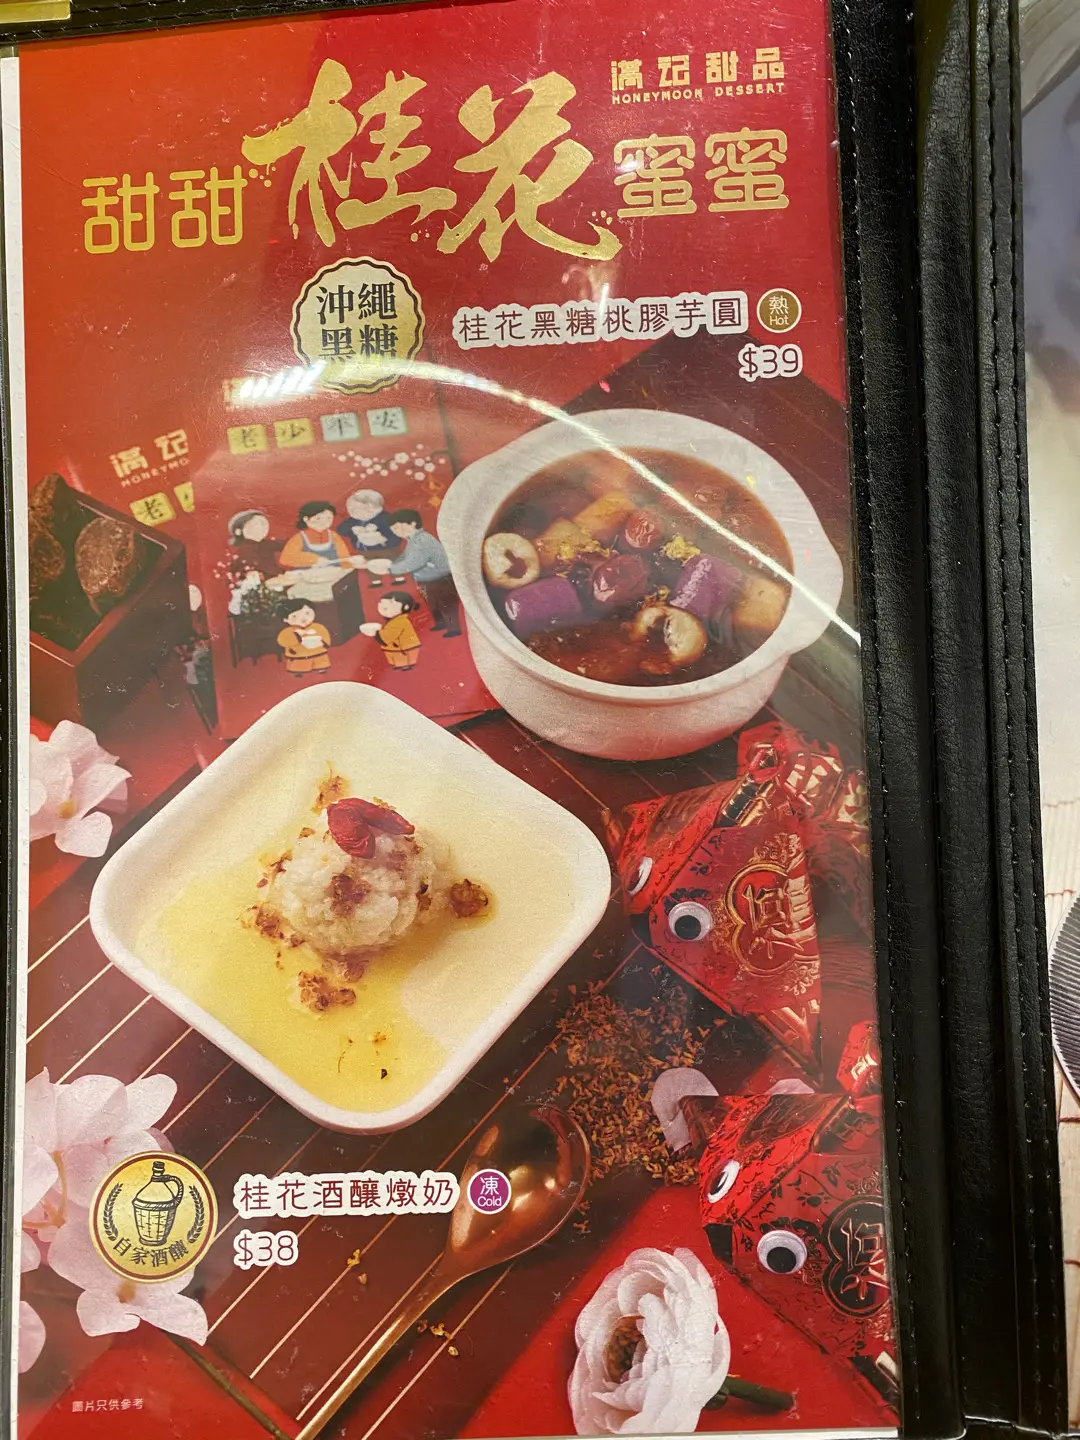 滿記甜品
HONEYMOON DESSERT
甜甜桂花蜜蜜
沖繩
黑糖
桂花黑糖桃膠芋圓
熱
Hot
$39
老少平安
滿記
HONEYMO
老
自家酒釀
桂花酒釀燉奶
凍
Cold
$38
圖片只供參考